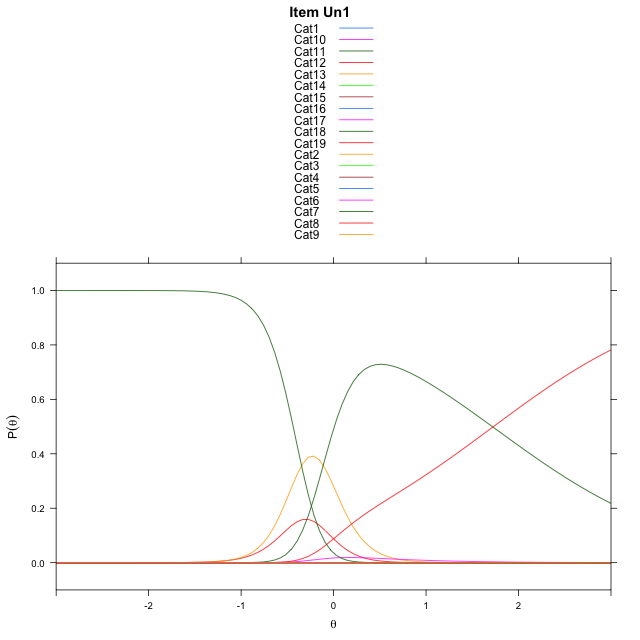 Item Un1
Cat1
Cat10
Cat11
Cat12
Cat13
Cat14
Cat15
Cat16
Cat17
Cat18
Cat19
Cat2
Cat3
Cat4
Cat5
Cat6
Cat7
Cat8
Cat9
1.0
0.8
0.6
0.4
0.2
0.0
P(θ)
-2 -1 0 1 2
θ